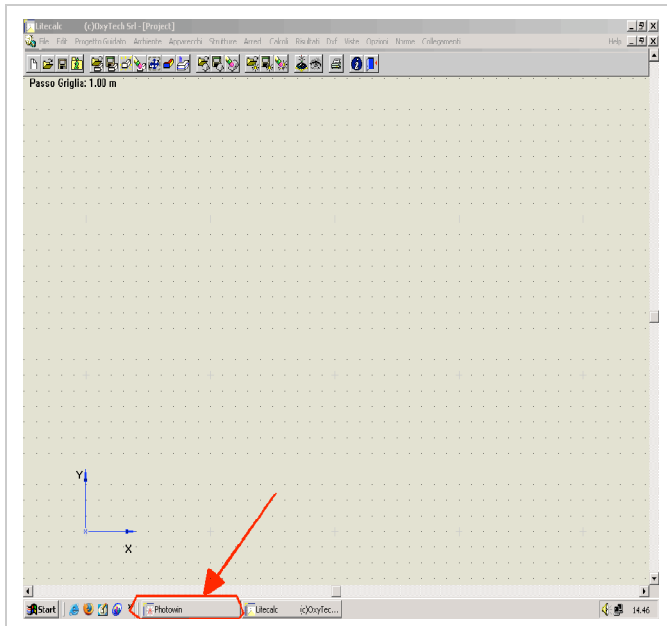 Litecalc (c)OxyTech Srl - [Project]
File Edit Progetto Guidato Ambiente Apparecchi Strutture Arred Calcoli Risultati Dxf Viste Opzioni Norme Collegamenti Help
Passo Griglia: 1.00 m
Y
X
Start Photowin Litecalc (c)OxyTec... 14.46